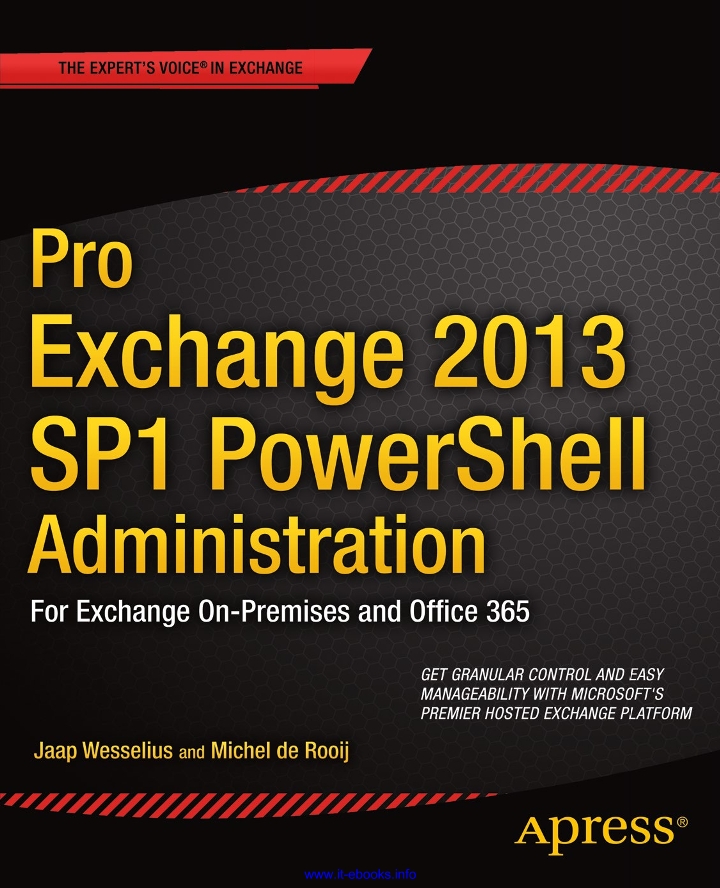 THE EXPERT'S VOICE® IN EXCHANGE
Pro
Exchange 2013
SP1 PowerShell
Administration
For Exchange On-Premises and Office 365
GET GRANULAR CONTROL AND EASY
MANAGEABILITY WITH MICROSOFT'S
PREMIER HOSTED EXCHANGE PLATFORM
Jaap Wesselius and Michel de Rooij
Apress®
www.it-ebooks.info